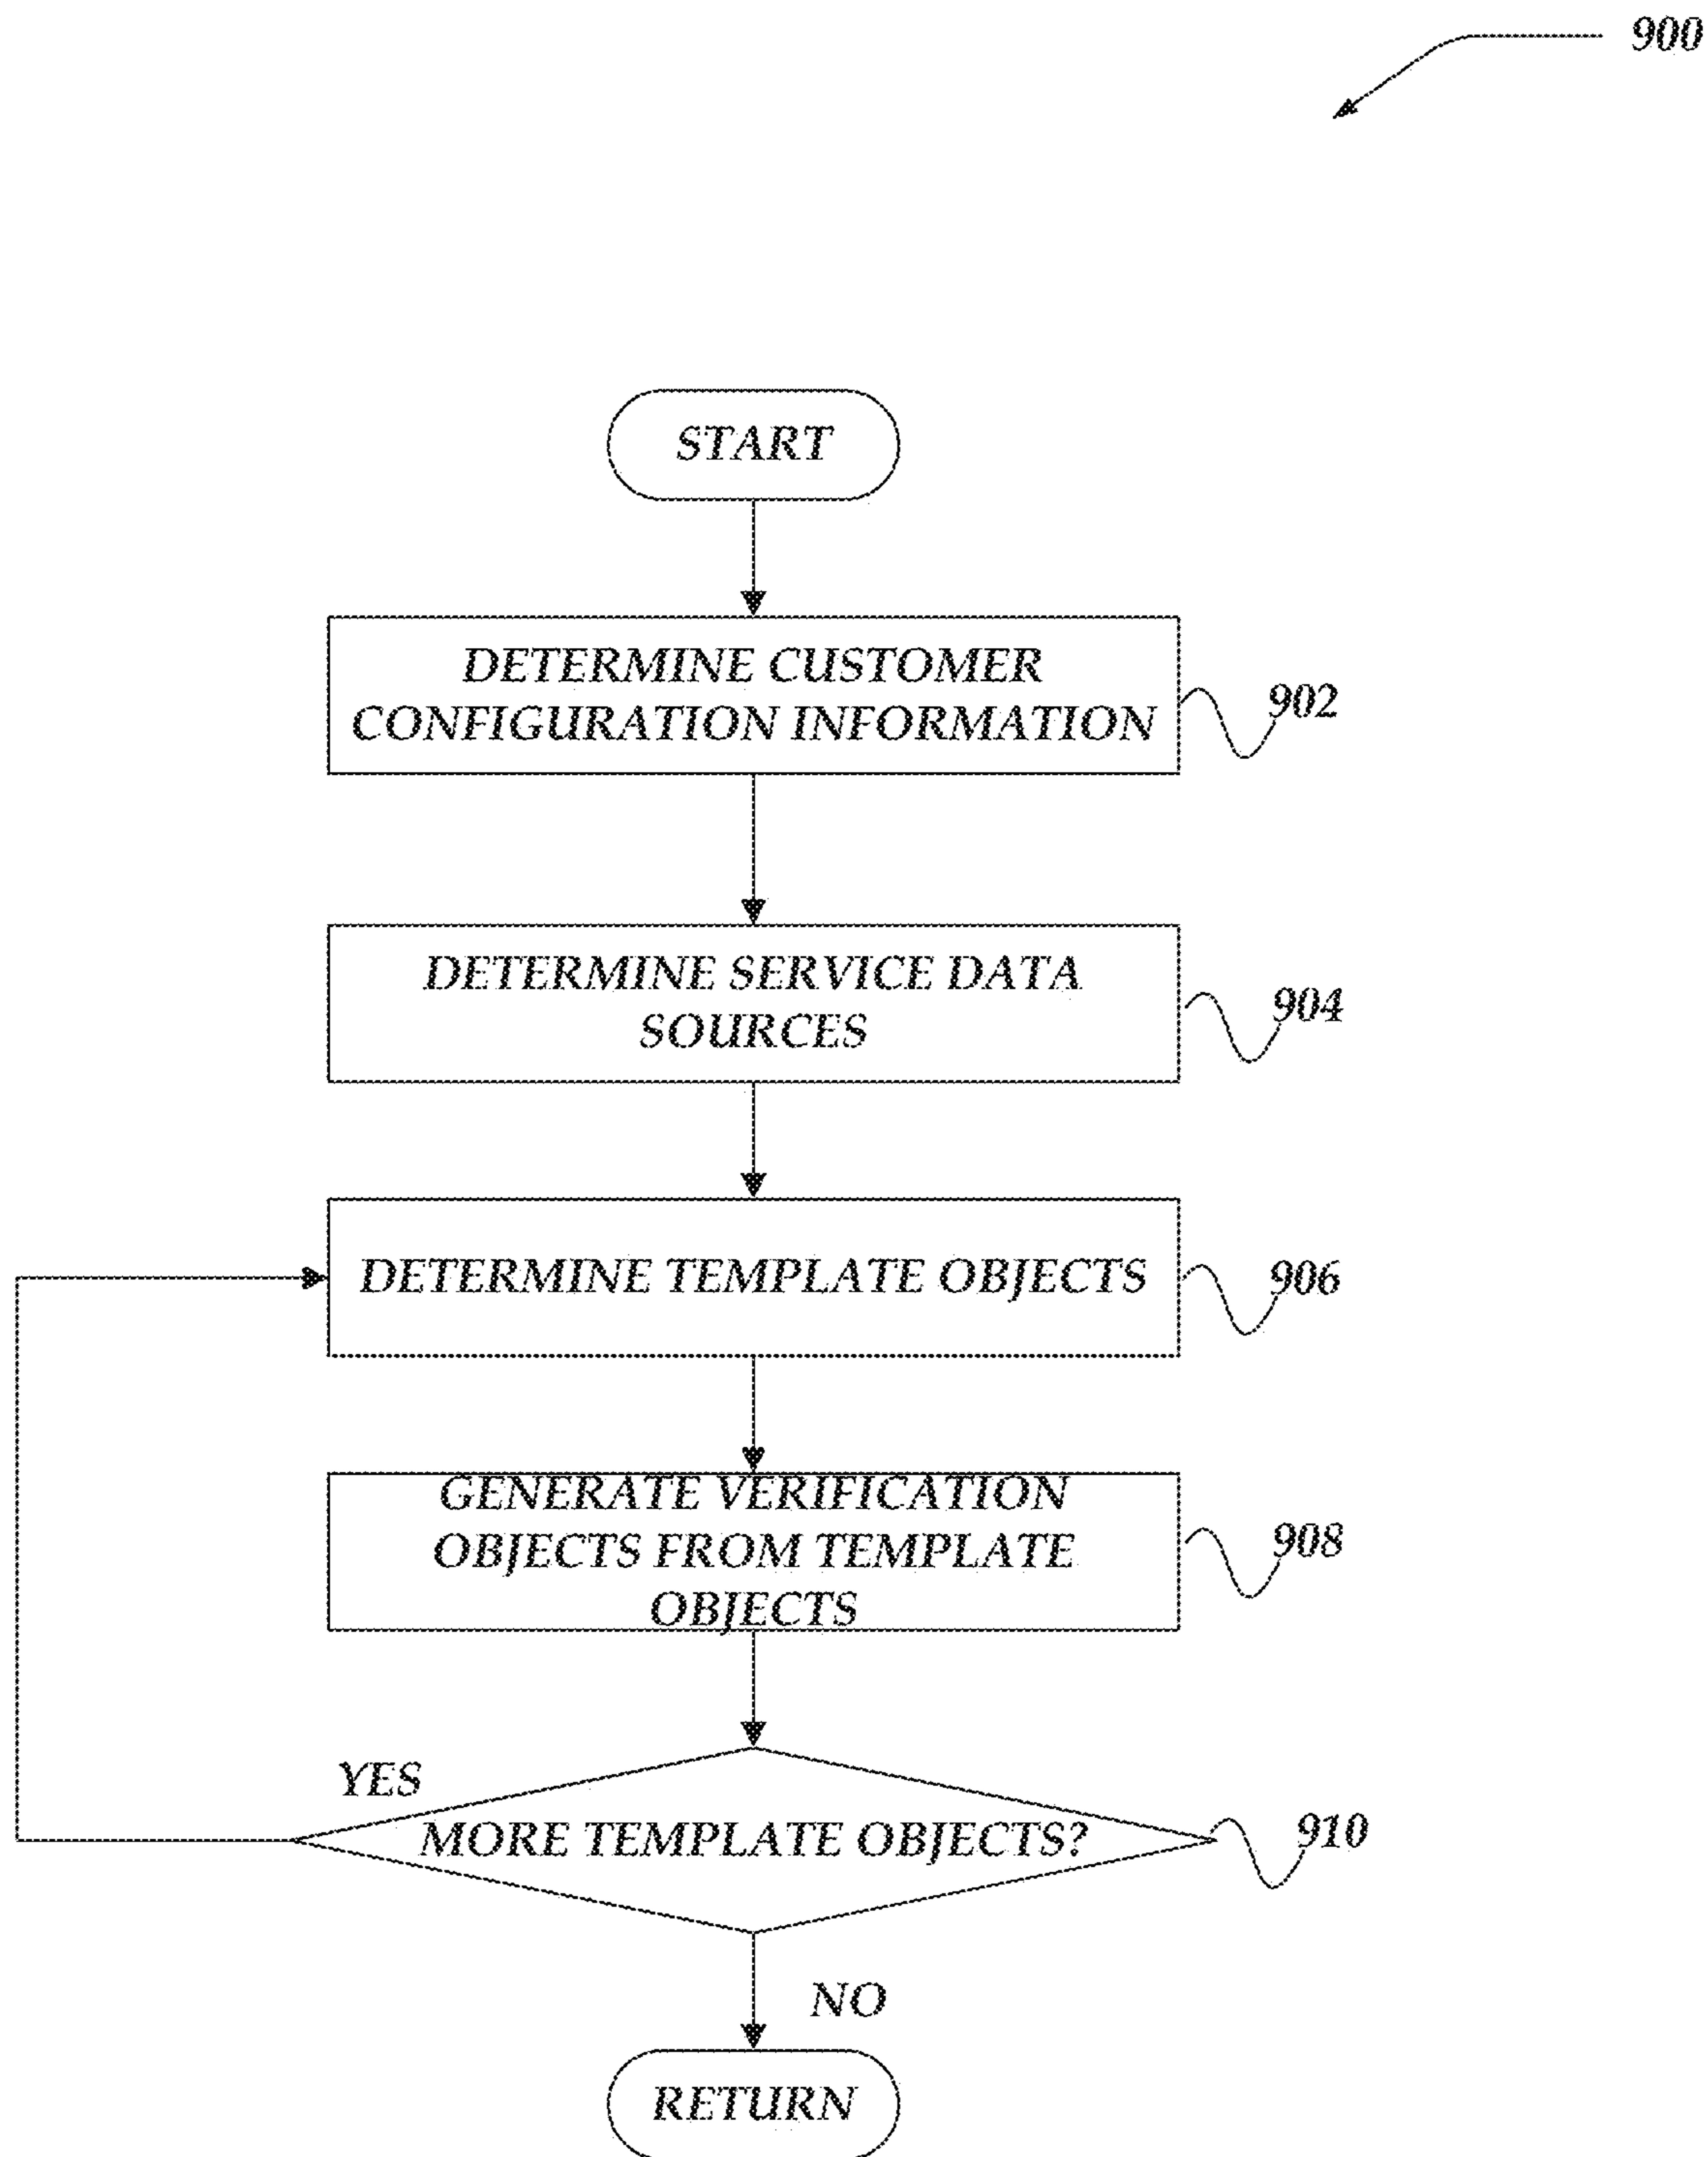 900
START
DETERMINE CUSTOMER
CONFIGURATION INFORMATION
902
DETERMINE SERVICE DATA
SOURCES
904
DETERMINE TEMPLATE OBJECTS
906
GENERATE VERIFICATION
OBJECTS FROM TEMPLATE
OBJECTS
908
YES
MORE TEMPLATE OBJECTS?
910
NO
RETURN